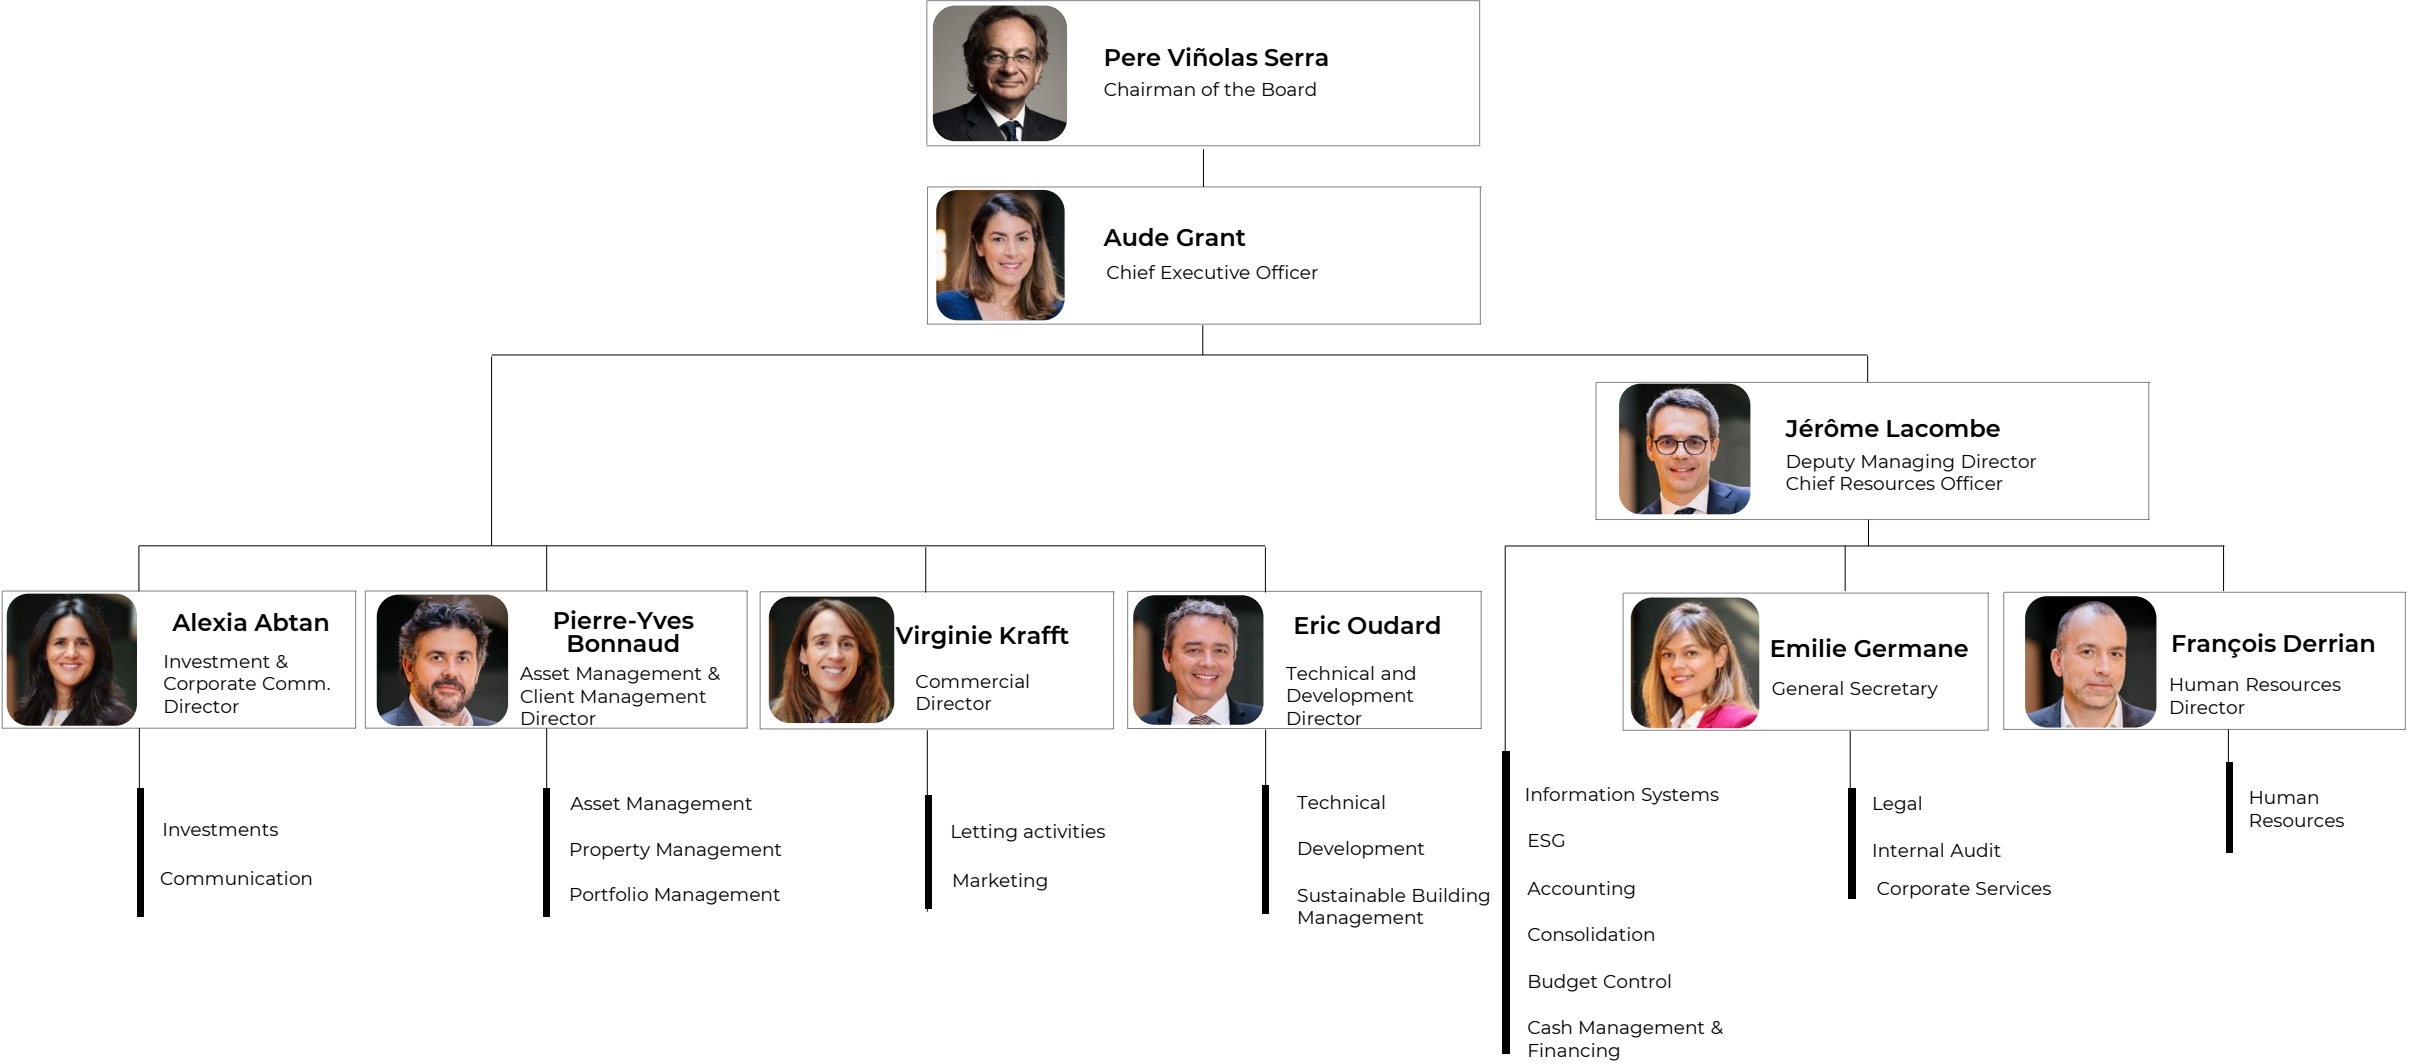 Pere Viñolas Serra
Chairman of the Board
Aude Grant
Chief Executive Officer
Jérôme Lacombe
Deputy Managing Director
Chief Resources Officer
Alexia Abtan
Investment &
Corporate Comm.
Director
Pierre-Yves
Bonnaud
Asset Management &
Client Management
Director
Virginie Krafft
Commercial
Director
Eric Oudard
Technical and
Development
Director
Emilie Germane
General Secretary
François Derrian
Human Resources
Director
Investments
Communication
Asset Management
Property Management
Portfolio Management
Letting activities
Marketing
Technical
Development
Sustainable Building
Management
Information Systems
ESG
Accounting
Consolidation
Budget Control
Cash Management &
Financing
Legal
Internal Audit
Corporate Services
Human
Resources